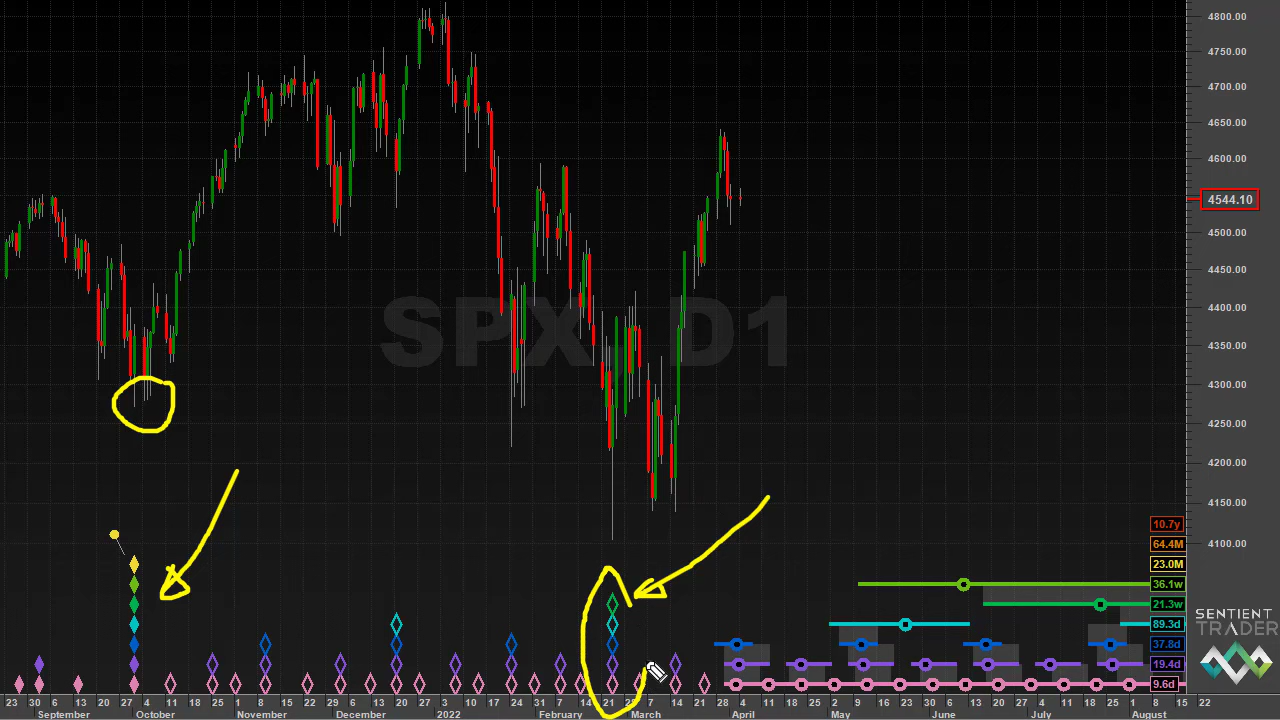 4800.00
4750.00
4700.00
4650.00
4600.00
4544.10
4500.00
4450.00
4400.00
4350.00
4300.00
4250.00
4200.00
4150.00
4100.00
SPX, D1
10.7y
64.4M
23.0M
36.1w
21.3w
89.3d
37.8d
19.4d
9.6d
SENTIENT
TRADER
23 30 6 13 20 27 4 11 18 25 1 8 15 22 29 6 13 20 27 3 10 18 24 31 7 14 21 28 7 14 21 28 4 11 18 25 2 9 16 23 30 6 13 20 27 4 11 18 25 1 8 15 22
September October November December 2022 February March April May June July August